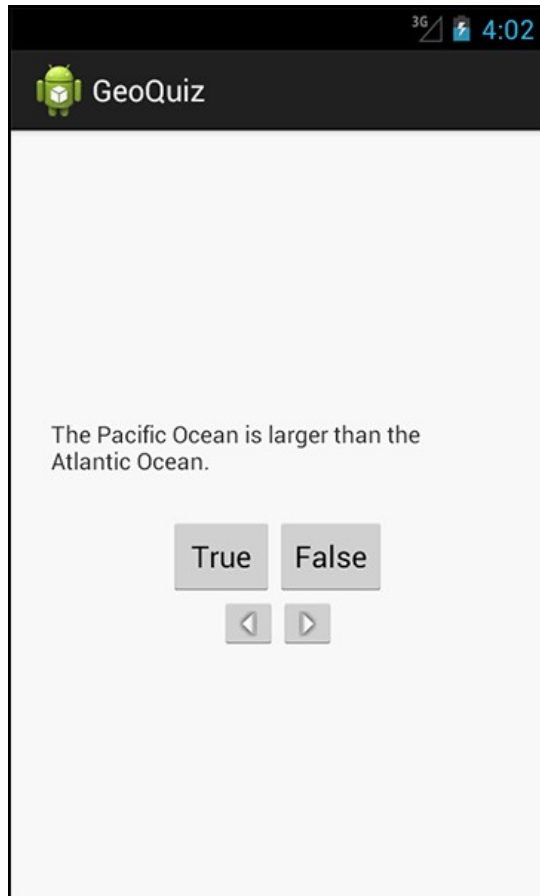 3G 4:02
GeoQuiz
The Pacific Ocean is larger than the
Atlantic Ocean.
True False